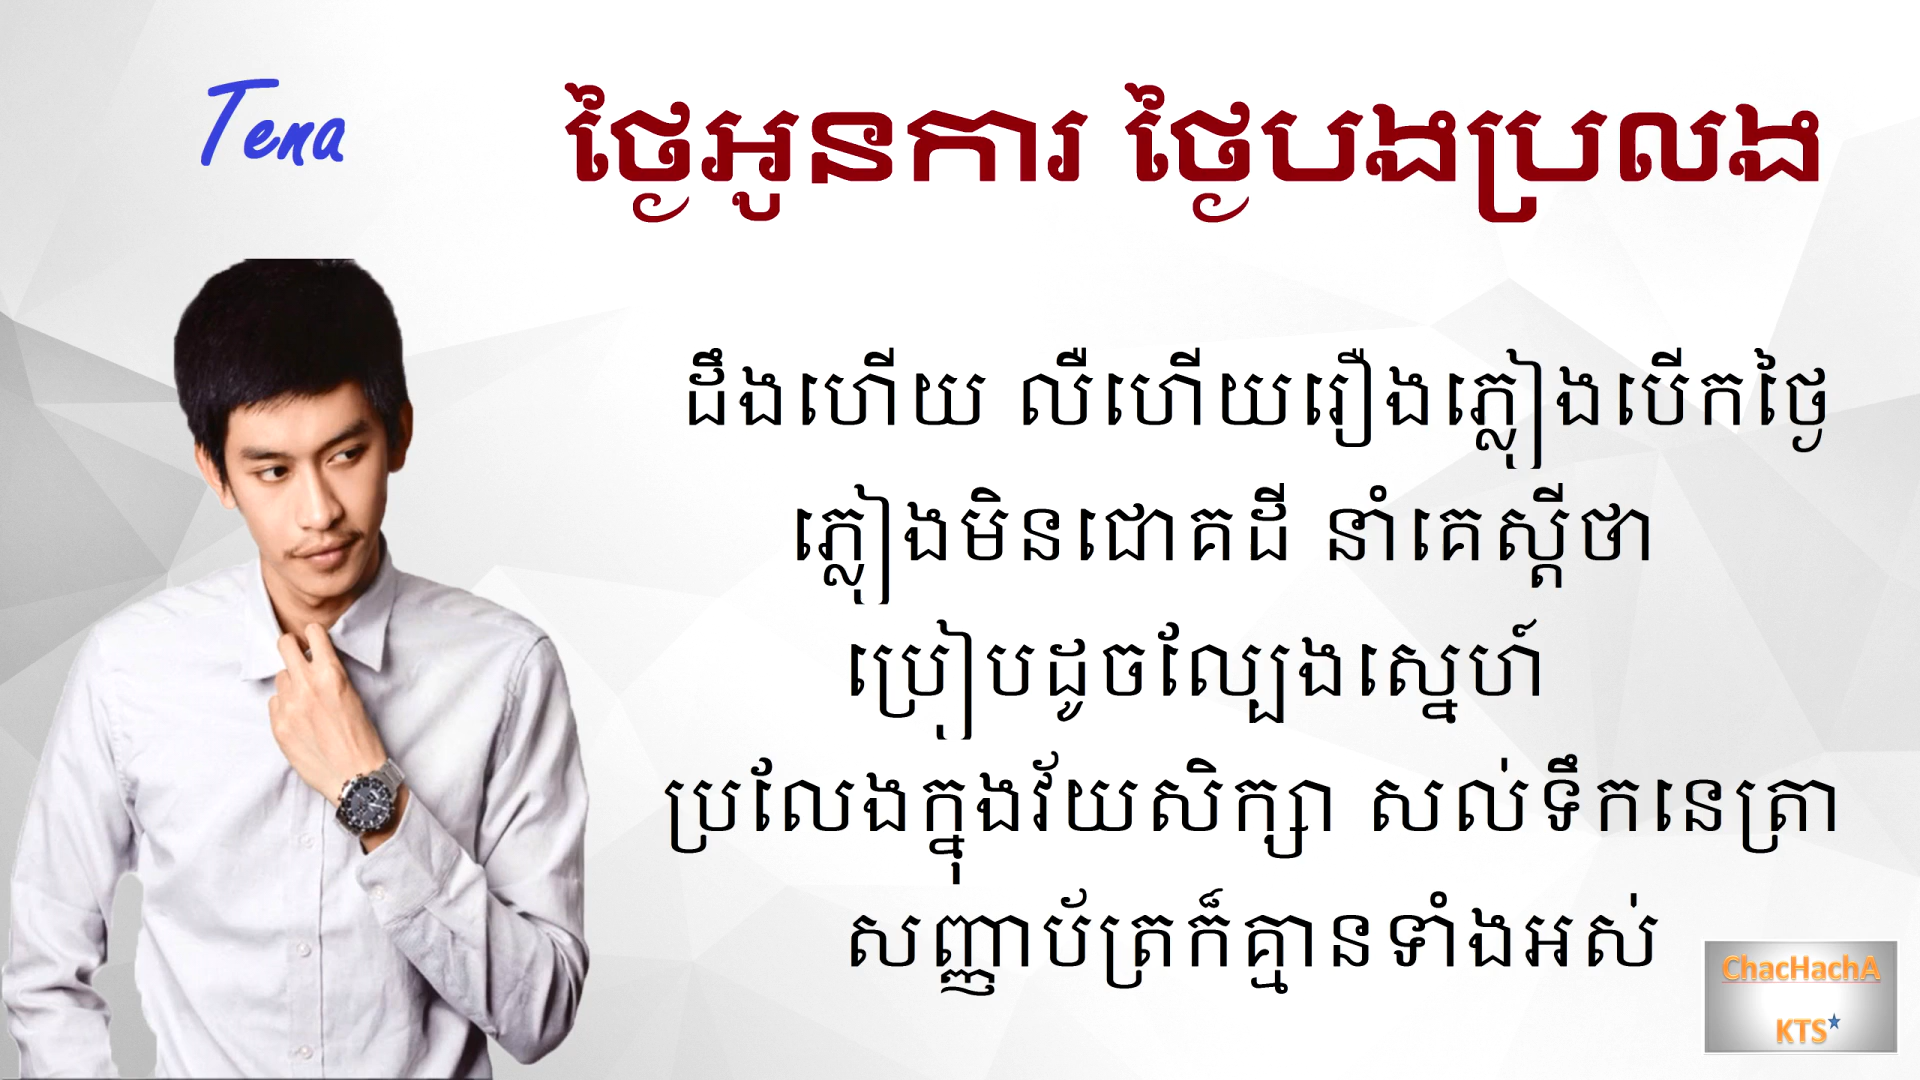 Tena
ថ្ងៃអូនការ ថ្ងៃបងប្រលង
ដឹងហើយ លឺហើយរឿងភ្លៀងបើកថ្ងៃ
ភ្លៀងមិនជោគដី នាំគេស្ដីថា
ប្រៀបដូចល្បែងស្នេហ៍
ប្រលែងក្នុងវ័យសិក្សា សល់ទឹកនេត្រា
សញ្ញាប័ត្រក៏គ្មានទាំងអស់
ChacHachA
KTS